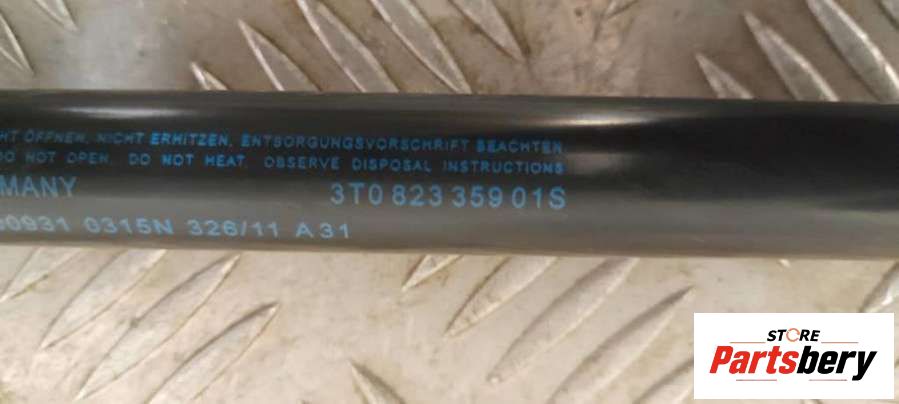 ÖFFNEN, NICHT ERHITZEN, ENTSORGUNGSVORSCHRIFT BEACHTEN
DO NOT OPEN. DO NOT HEAT. OBSERVE DISPOSAL INSTRUCTIONS
MANY 3T0 823 359 01S
0931 0315N 326/11 A31
STORE
Partsbery